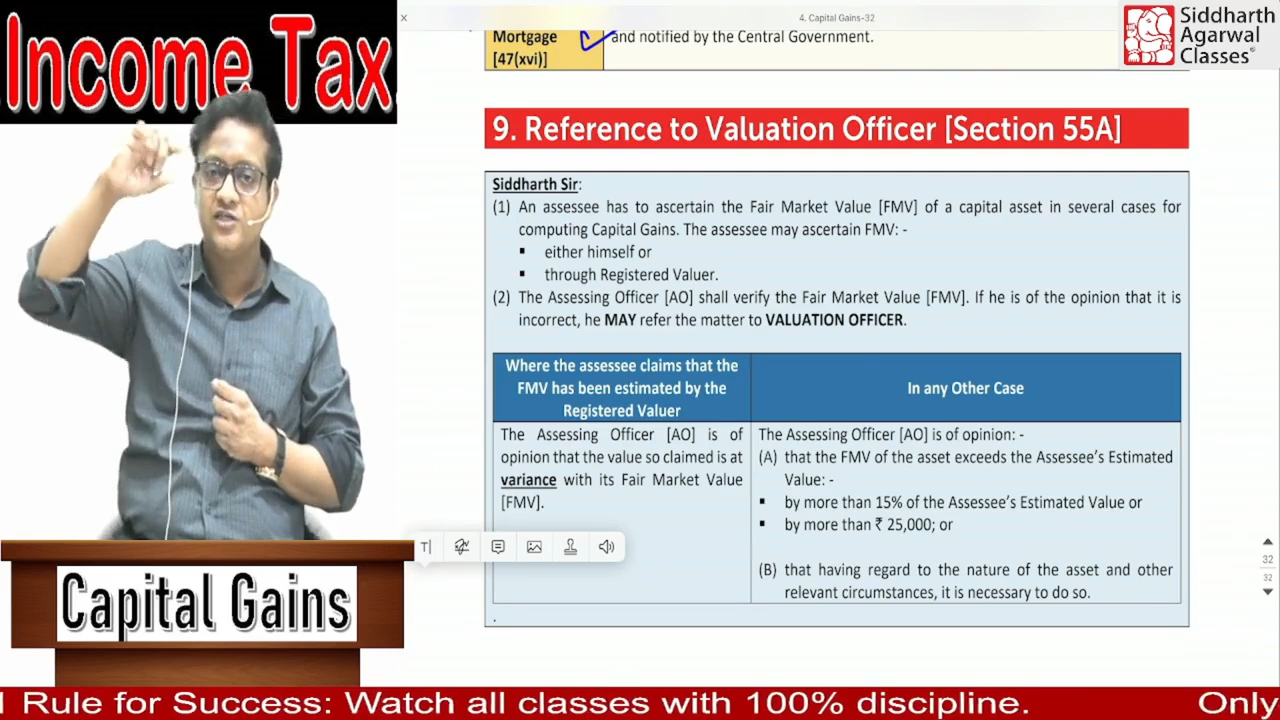 Income Tax
4. Capital Gains-32
Siddharth
Agarwal
Classes
Mortgage
[47(xvi)]
and notified by the Central Government.
9. Reference to Valuation Officer [Section 55A]
Siddharth Sir:
(1) An assessee has to ascertain the Fair Market Value [FMV] of a capital asset in several cases for
computing Capital Gains. The assessee may ascertain FMV: -
▪ either himself or
▪ through Registered Valuer.
(2) The Assessing Officer [AO] shall verify the Fair Market Value [FMV]. If he is of the opinion that it is
incorrect, he MAY refer the matter to VALUATION OFFICER.
Where the assessee claims that the
FMV has been estimated by the
Registered Valuer
The Assessing Officer [AO] is of
opinion that the value so claimed is at
variance with its Fair Market Value
[FMV].
In any Other Case
The Assessing Officer [AO] is of opinion: -
(A) that the FMV of the asset exceeds the Assessee's Estimated
Value: -
▪ by more than 15% of the Assessee's Estimated Value or
▪ by more than ₹ 25,000; or
(B) that having regard to the nature of the asset and other
relevant circumstances, it is necessary to do so.
.
T|
32
32
Capital Gains
Rule for Success: Watch all classes with 100% discipline.
Only